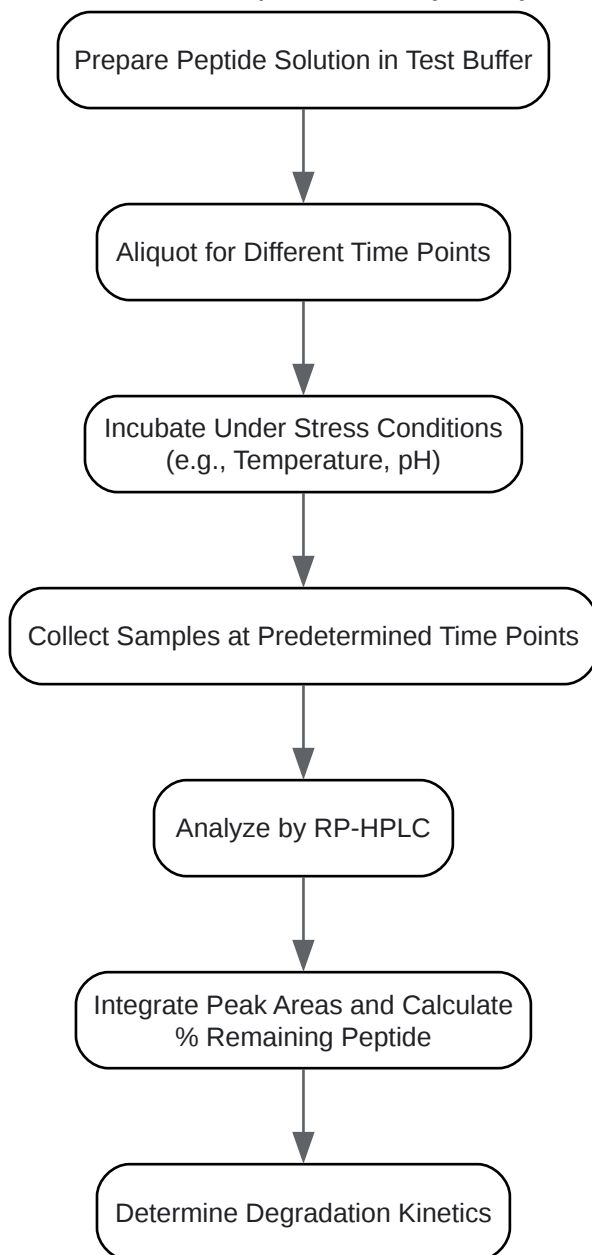 Prepare Peptide Solution in Test Buffer
Aliquot for Different Time Points
Incubate Under Stress Conditions
(e.g., Temperature, pH)
Collect Samples at Predetermined Time Points
Analyze by RP-HPLC
Integrate Peak Areas and Calculate
% Remaining Peptide
Determine Degradation Kinetics